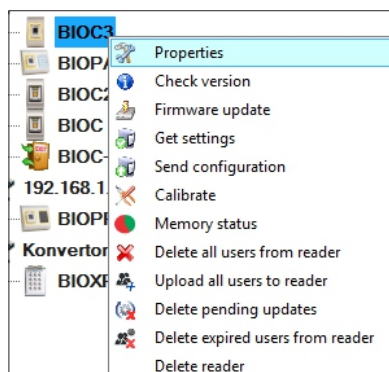 BIOC3
Properties
BIOPA
Check version
BIOC2
Firmware update
BIOC
Get settings
BIOC-
Send configuration
192.168.1.
Calibrate
BIOPR
Memory status
Konvertor
Delete all users from reader
BIOXR
Upload all users to reader
Delete pending updates
Delete expired users from reader
Delete reader